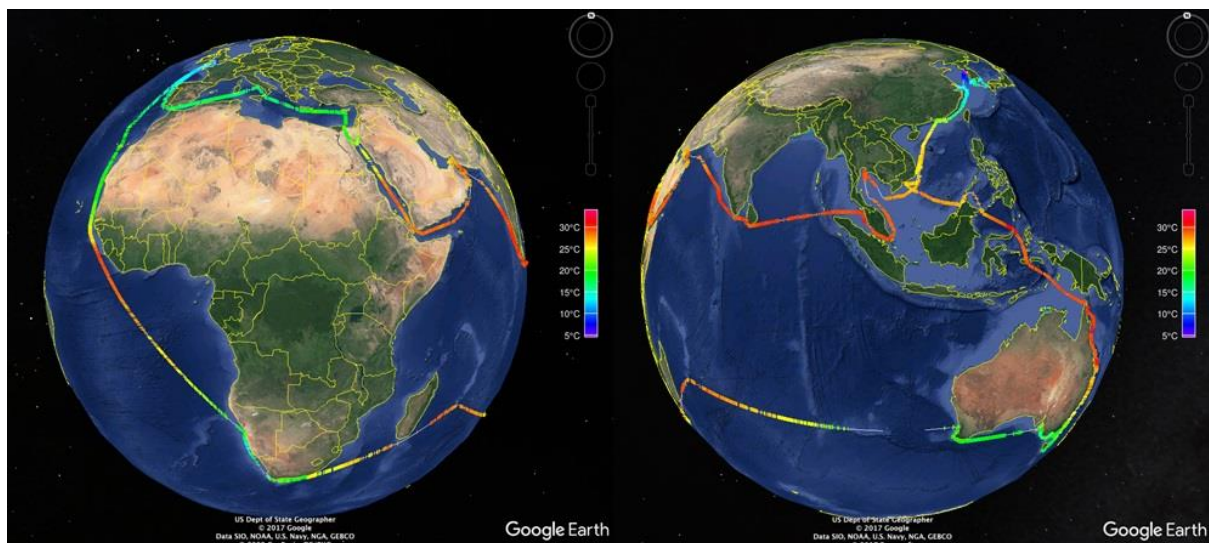 N
30°C
25°C
20°C
15°C
10°C
5°C
US Dept of State Geographer
© 2017 Google
Data SIO, NOAA, U.S. Navy, NGA, GEBCO
Google Earth
N
30°C
25°C
20°C
15°C
10°C
5°C
US Dept of State Geographer
© 2017 Google
Data SIO, NOAA, U.S. Navy, NGA, GEBCO
Google Earth